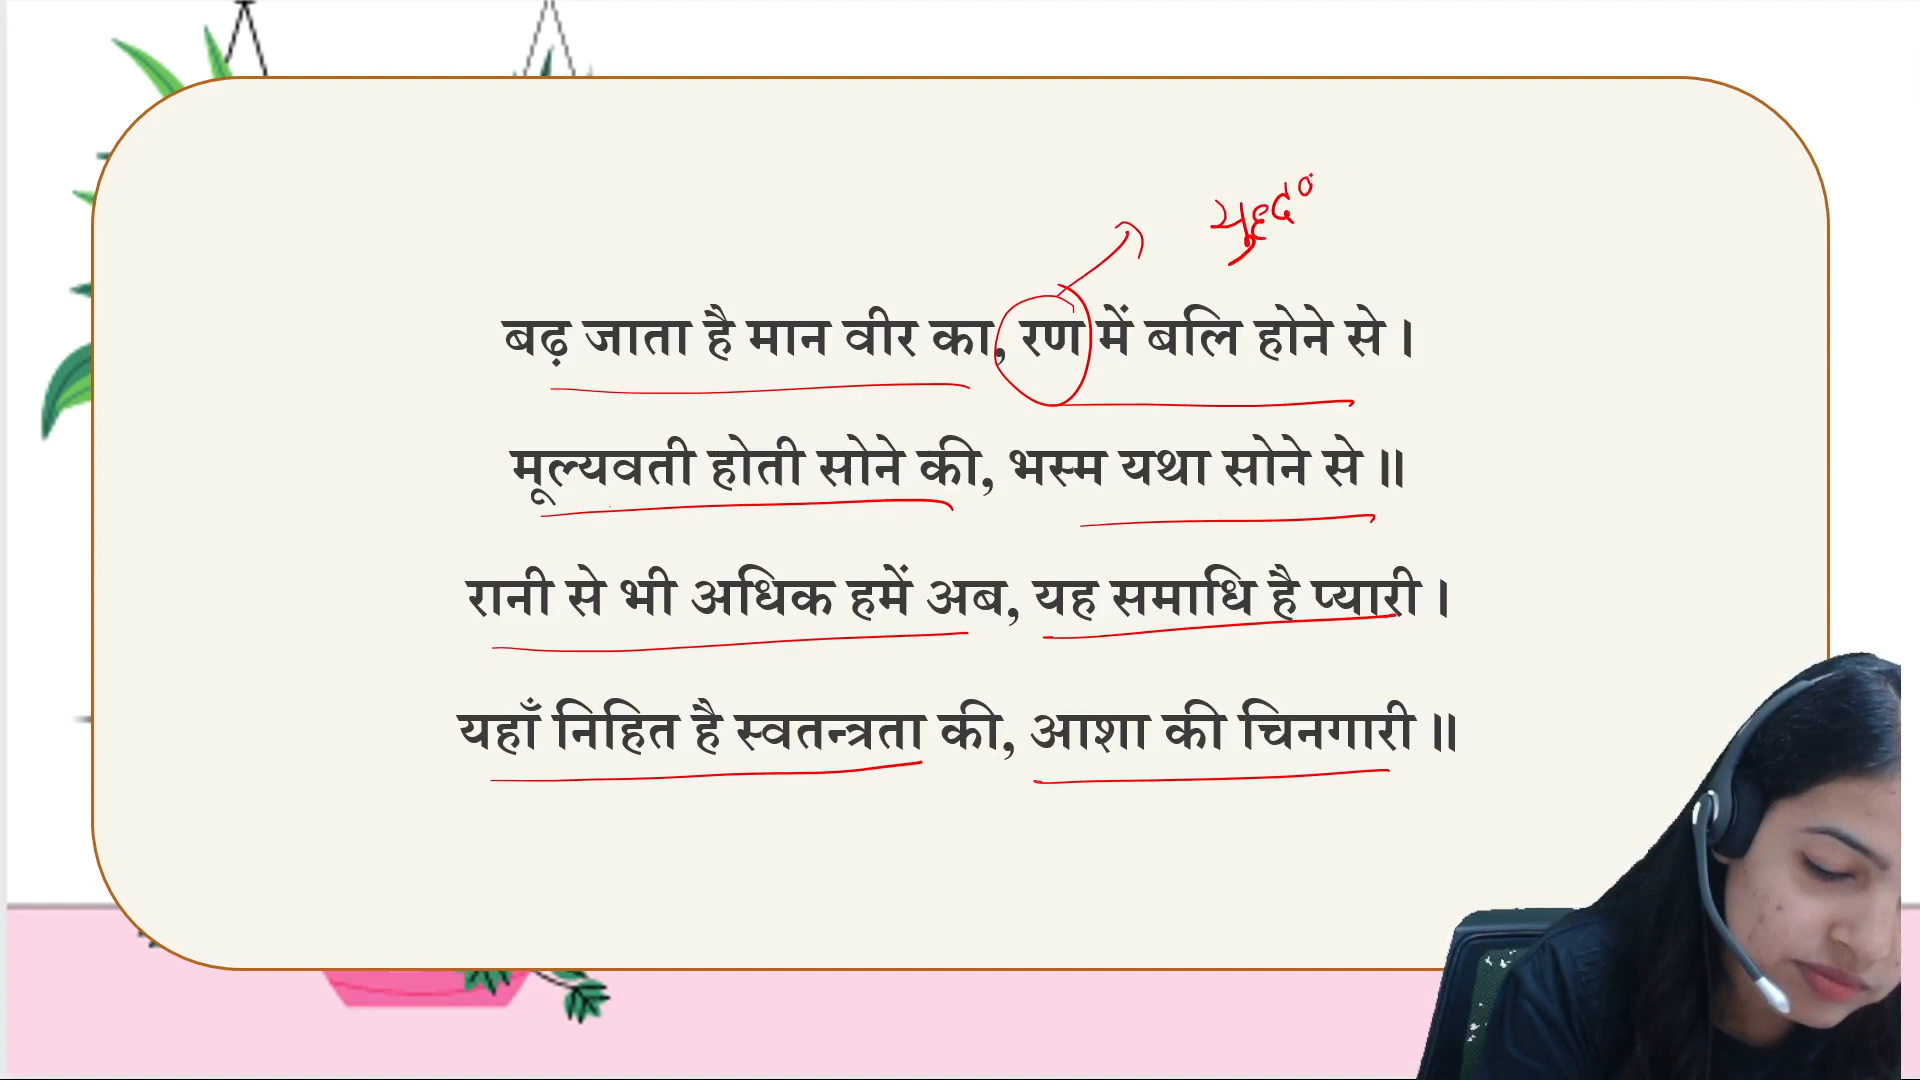 बढ़ जाता है मान वीर का, रण में बलि होने से ।
मूल्यवती होती सोने की, भस्म यथा सोने से ॥
रानी से भी अधिक हमें अब, यह समाधि है प्यारी ।
यहाँ निहित है स्वतन्त्रता की, आशा की चिनगारी ॥